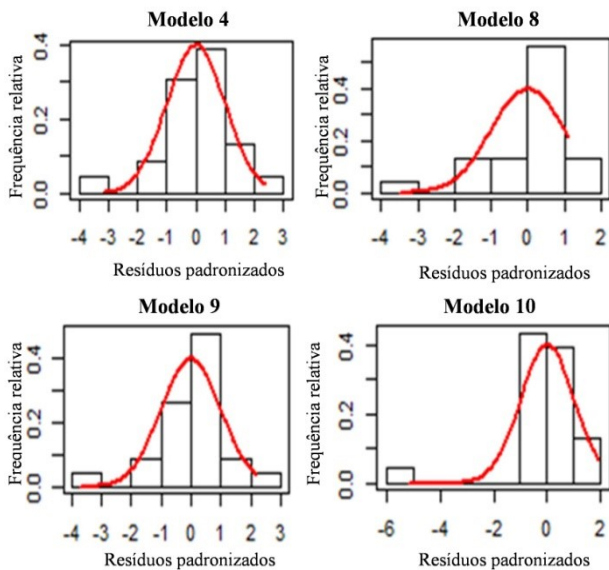 Modelo 4
Frequência relativa
0.0 0.2 0.4
-4 -3 -2 -1 0 1 2 3
Resíduos padronizados
Modelo 8
Frequência relativa
0.0 0.2
-4 -3 -2 -1 0 1 2
Resíduos padronizados
Modelo 9
Frequência relativa
0.0 0.2 0.4
-4 -3 -2 -1 0 1 2 3
Resíduos padronizados
Modelo 10
Frequência relativa
0.0 0.2 0.4
-6 -4 -2 0 2
Resíduos padronizados